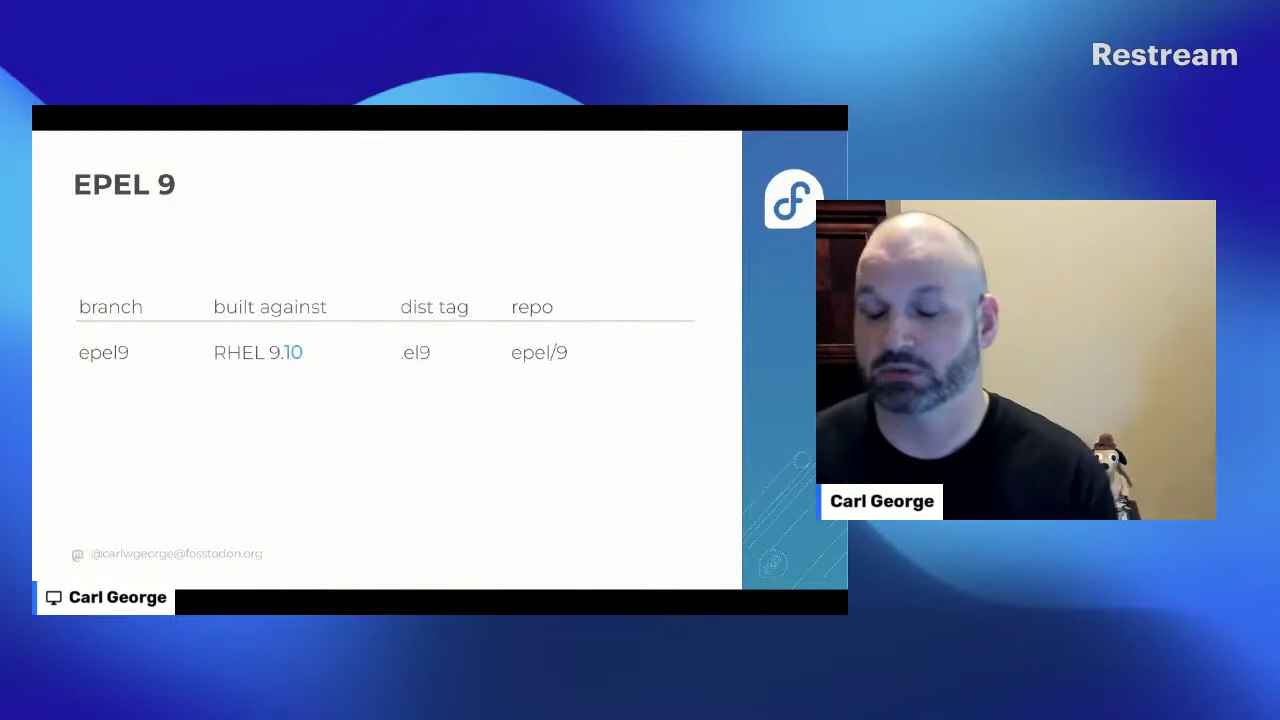 Restream
EPEL 9
branch built against dist tag repo
epel9 RHEL 9.10 .el9 epel/9
@carlwgeorge@fosstodon.org
Carl George
Carl George